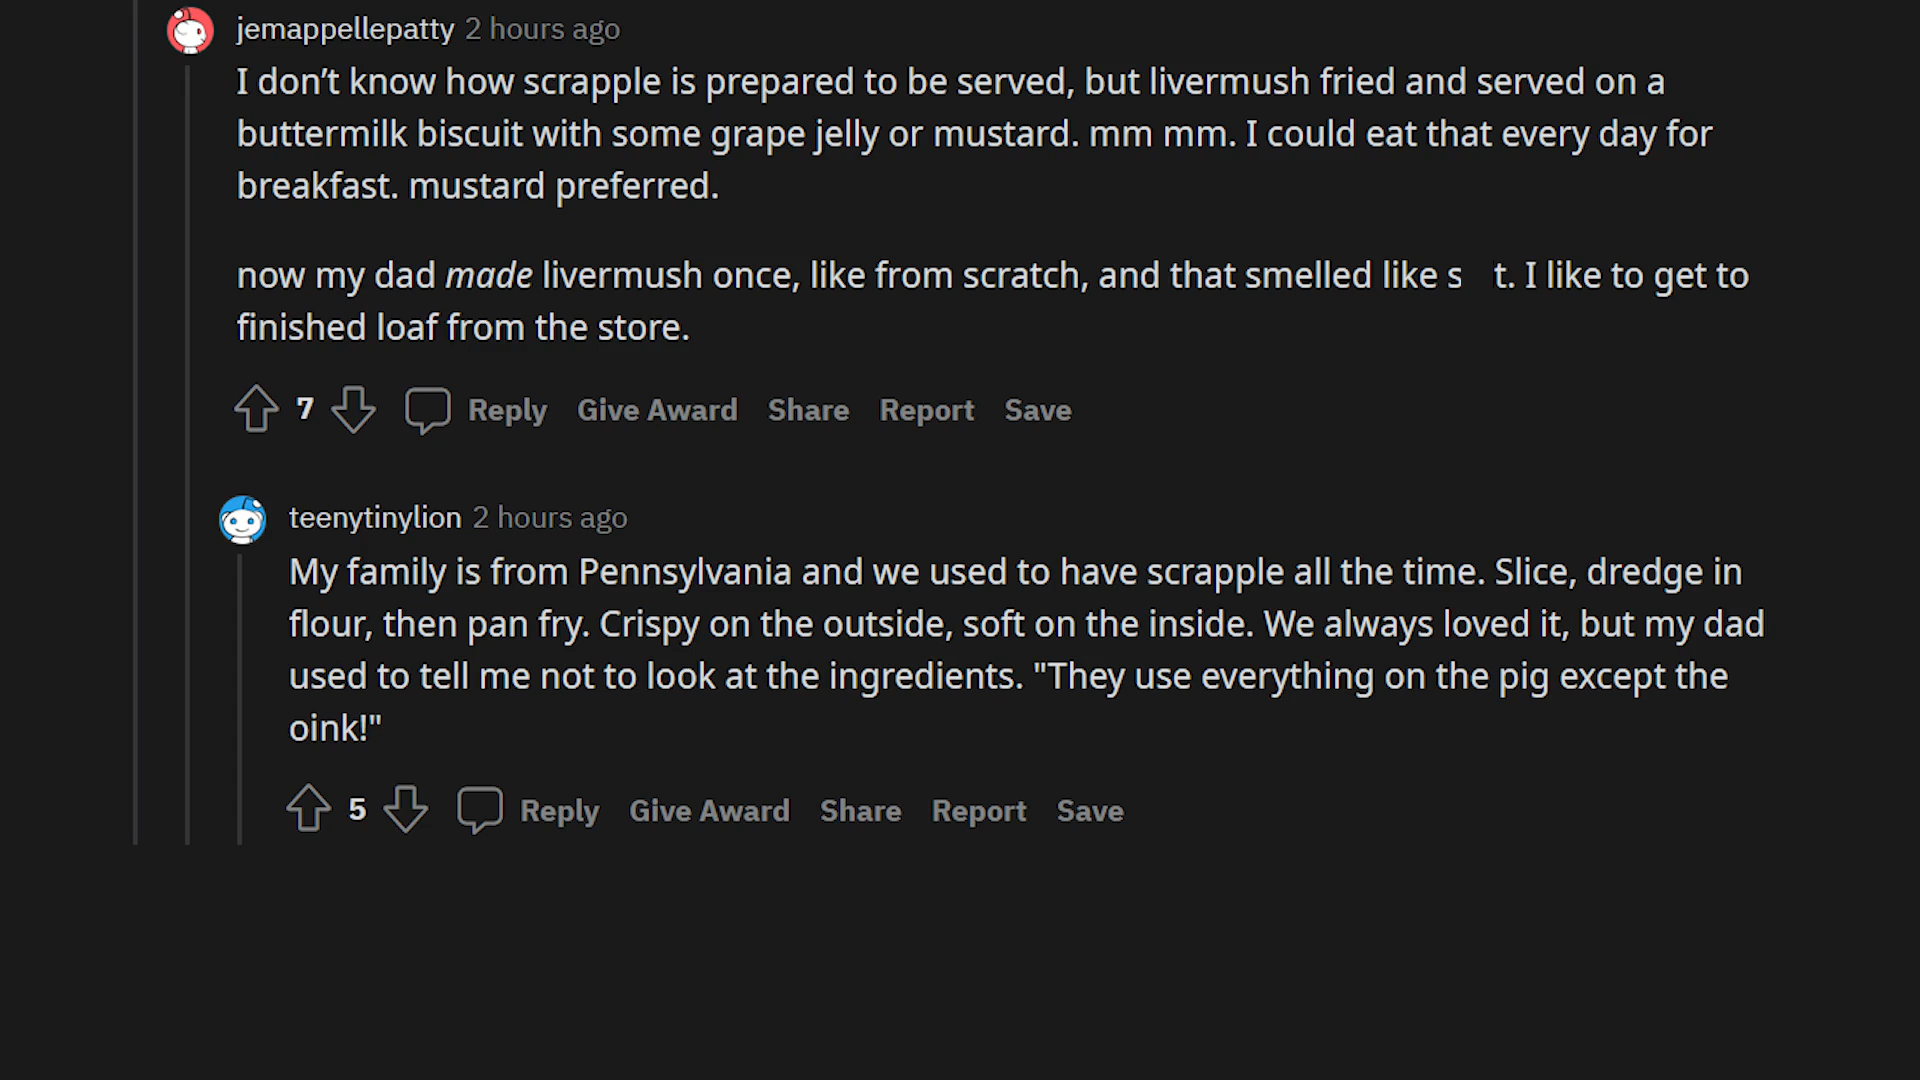 jemappellepatty 2 hours ago
I don’t know how scrapple is prepared to be served, but livermush fried and served on a
buttermilk biscuit with some grape jelly or mustard. mm mm. I could eat that every day for
breakfast. mustard preferred.
now my dad made livermush once, like from scratch, and that smelled like s t. I like to get to
finished loaf from the store.
7 Reply Give Award Share Report Save
teenytinylion 2 hours ago
My family is from Pennsylvania and we used to have scrapple all the time. Slice, dredge in
flour, then pan fry. Crispy on the outside, soft on the inside. We always loved it, but my dad
used to tell me not to look at the ingredients. "They use everything on the pig except the
oink!"
5 Reply Give Award Share Report Save